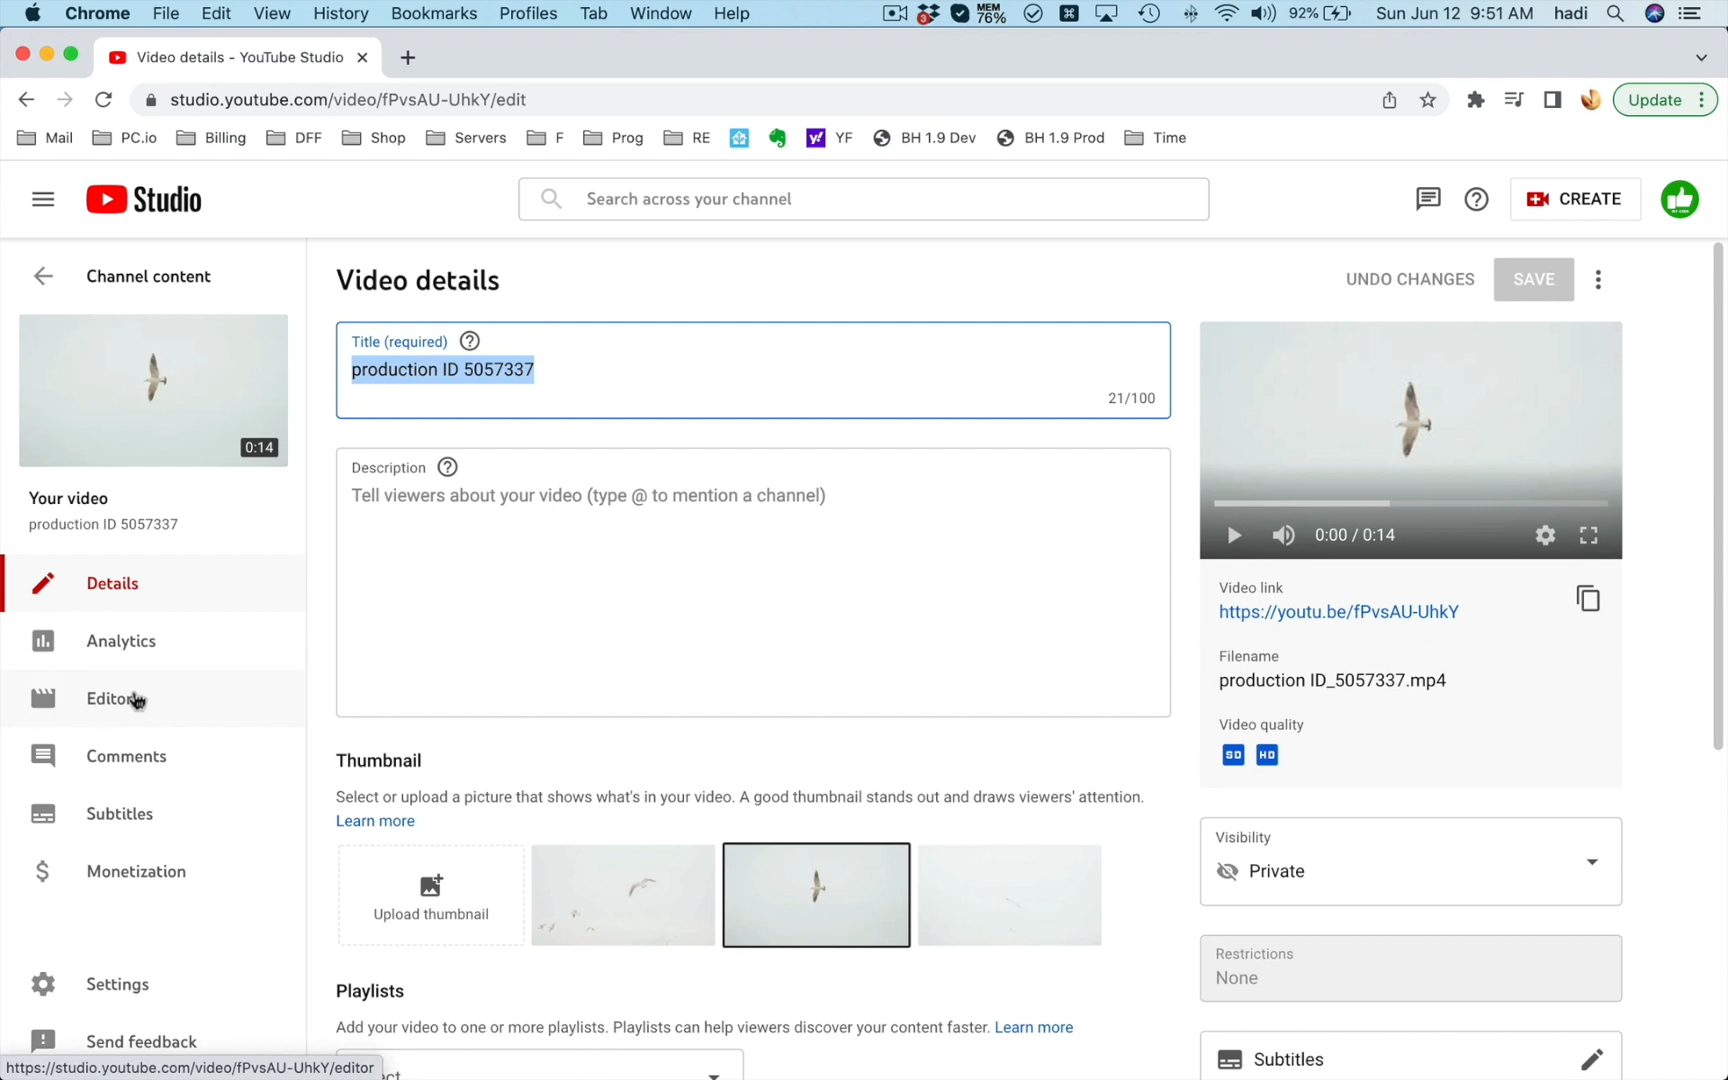 Chrome File Edit View History Bookmarks Profiles Tab Window Help 3 MEM 76% 92% Sun Jun 12 9:51 AM hadi
Video details - YouTube Studio
studio.youtube.com/video/fPvsAU-UhkY/edit Update
Mail PC.io Billing DFF Shop Servers F Prog RE YF BH 1.9 Dev BH 1.9 Prod Time
Studio Search across your channel CREATE
Channel content
0:14
Your video
production ID 5057337
Details
Analytics
Editor
Comments
Subtitles
Monetization
Settings
Send feedback
https://studio.youtube.com/video/fPvsAU-UhkY/editor
Video details UNDO CHANGES SAVE
Title (required)
production ID 5057337
21/100
Description
Tell viewers about your video (type @ to mention a channel)
Thumbnail
Select or upload a picture that shows what's in your video. A good thumbnail stands out and draws viewers' attention.
Learn more
Upload thumbnail
Playlists
Add your video to one or more playlists. Playlists can help viewers discover your content faster. Learn more
0:00 / 0:14
Video link
https://youtu.be/fPvsAU-UhkY
Filename
production ID_5057337.mp4
Video quality
SD HD
Visibility
Private
Restrictions
None
Subtitles